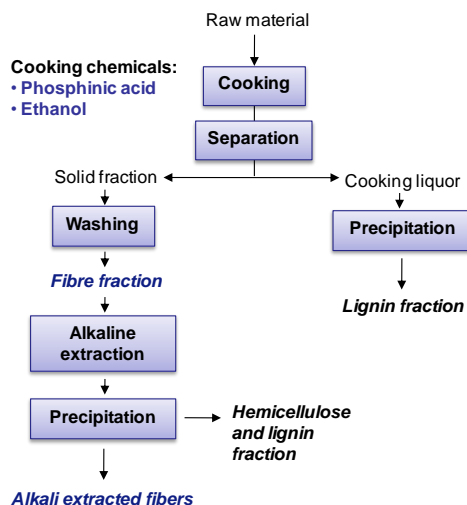 Raw material
Cooking chemicals:
• Phosphinic acid
• Ethanol
Cooking
Separation
Solid fraction
Cooking liquor
Washing
Precipitation
Fibre fraction
Lignin fraction
Alkaline
extraction
Precipitation
Hemicellulose
and lignin
fraction
Alkali extracted fibers